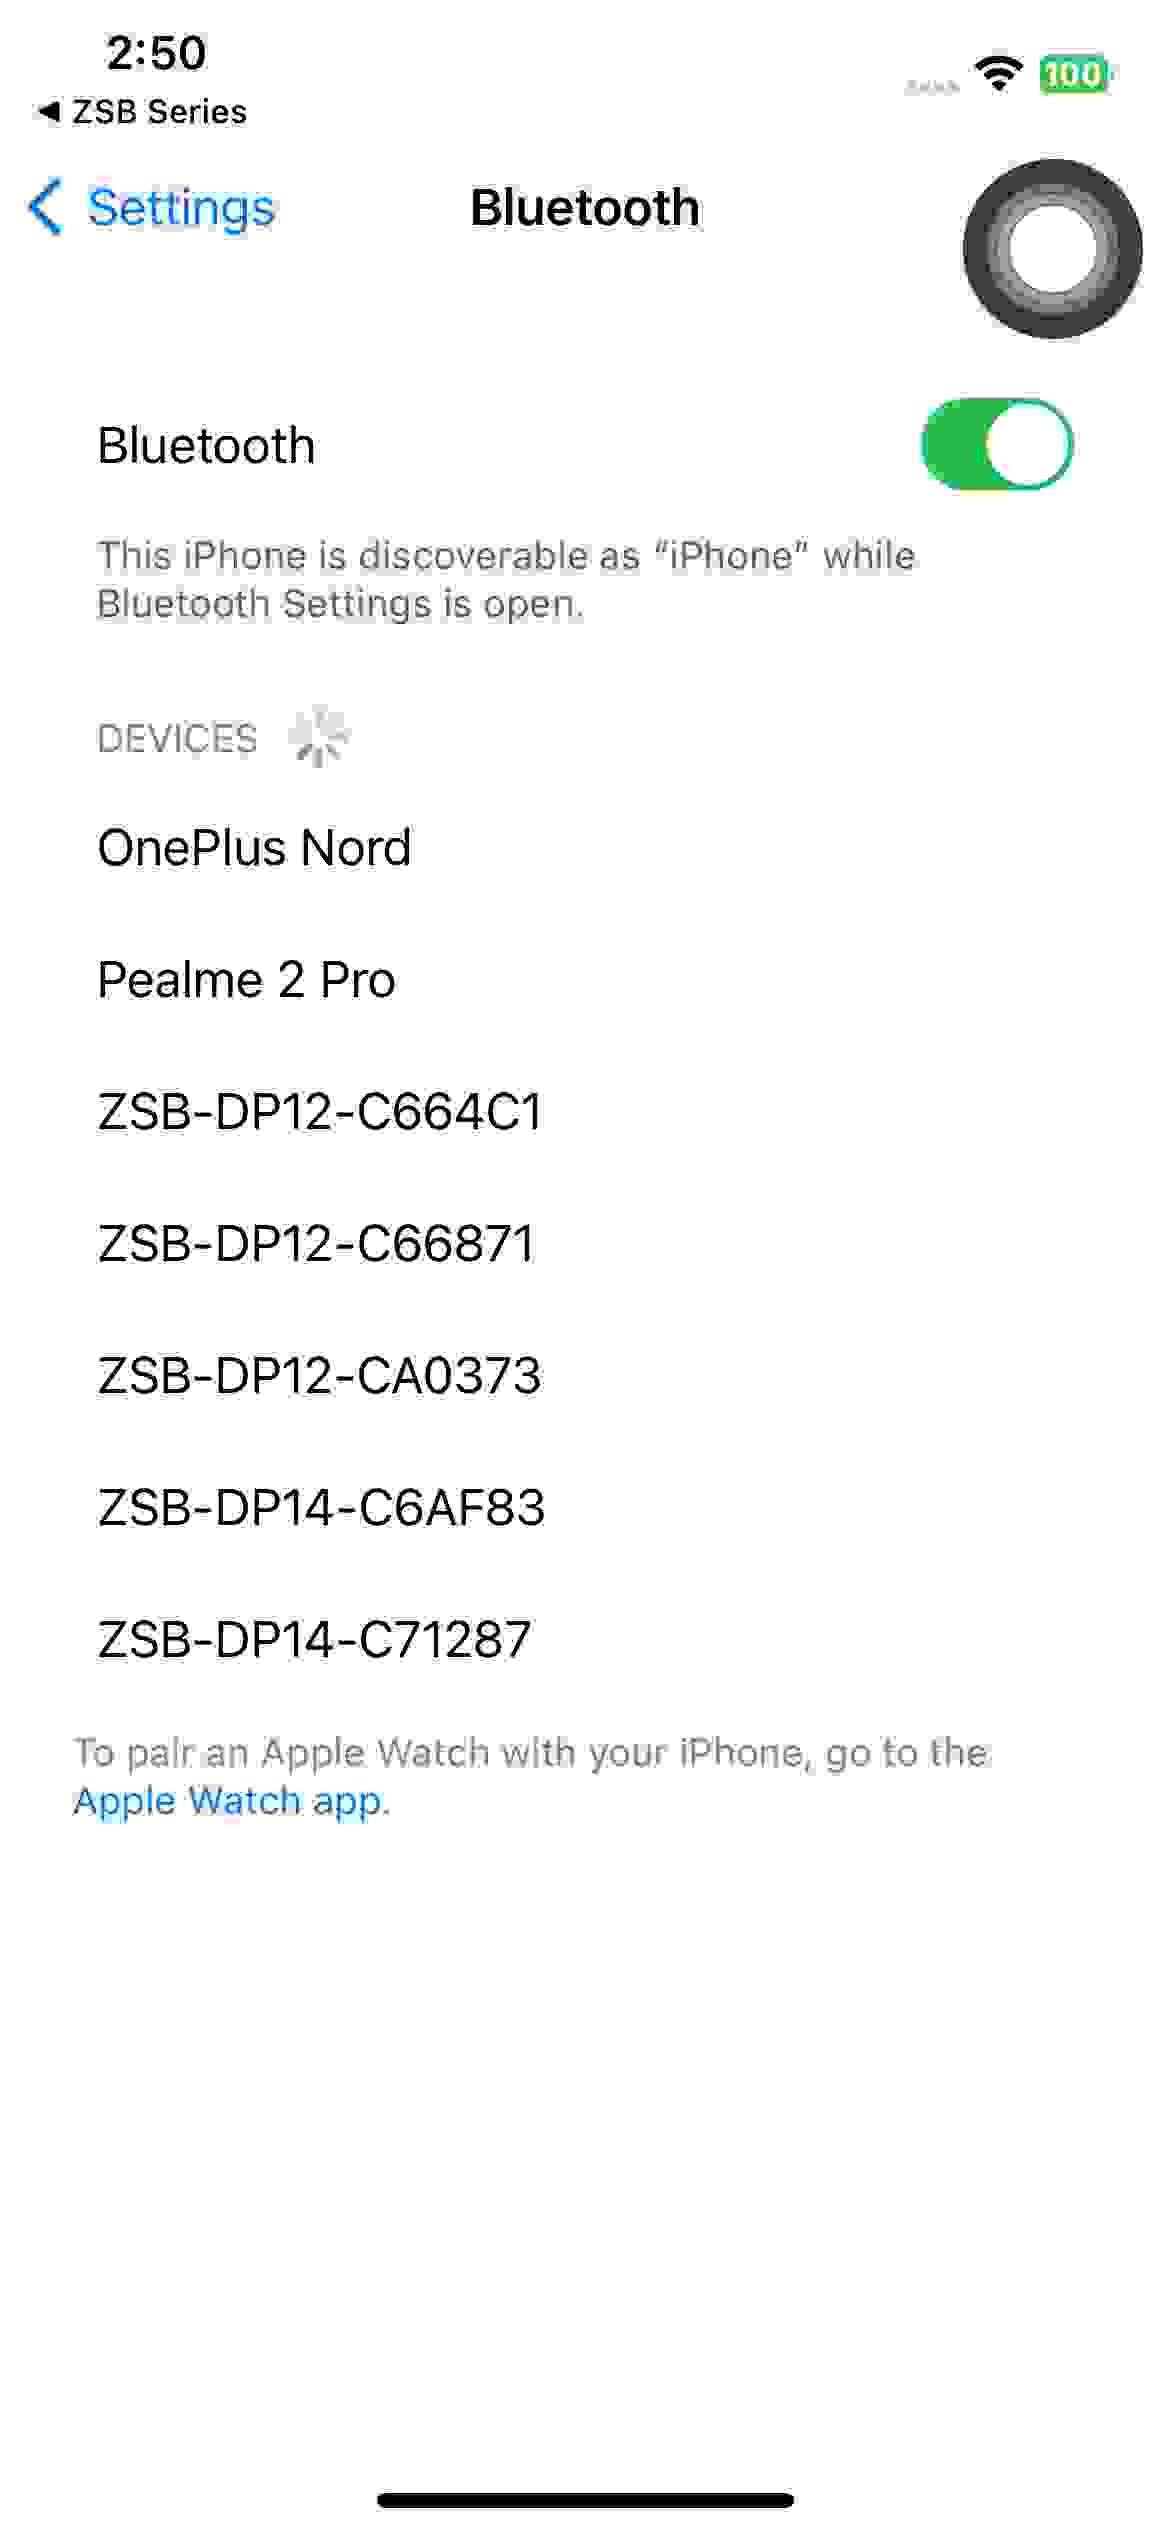 2:50
100
◀ ZSB Series
Settings
Bluetooth
Bluetooth
This iPhone is discoverable as “iPhone” while
Bluetooth Settings is open.
DEVICES
OnePlus Nord
Pealme 2 Pro
ZSB-DP12-C664C1
ZSB-DP12-C66871
ZSB-DP12-CA0373
ZSB-DP14-C6AF83
ZSB-DP14-C71287
To pair an Apple Watch with your iPhone, go to the
Apple Watch app.